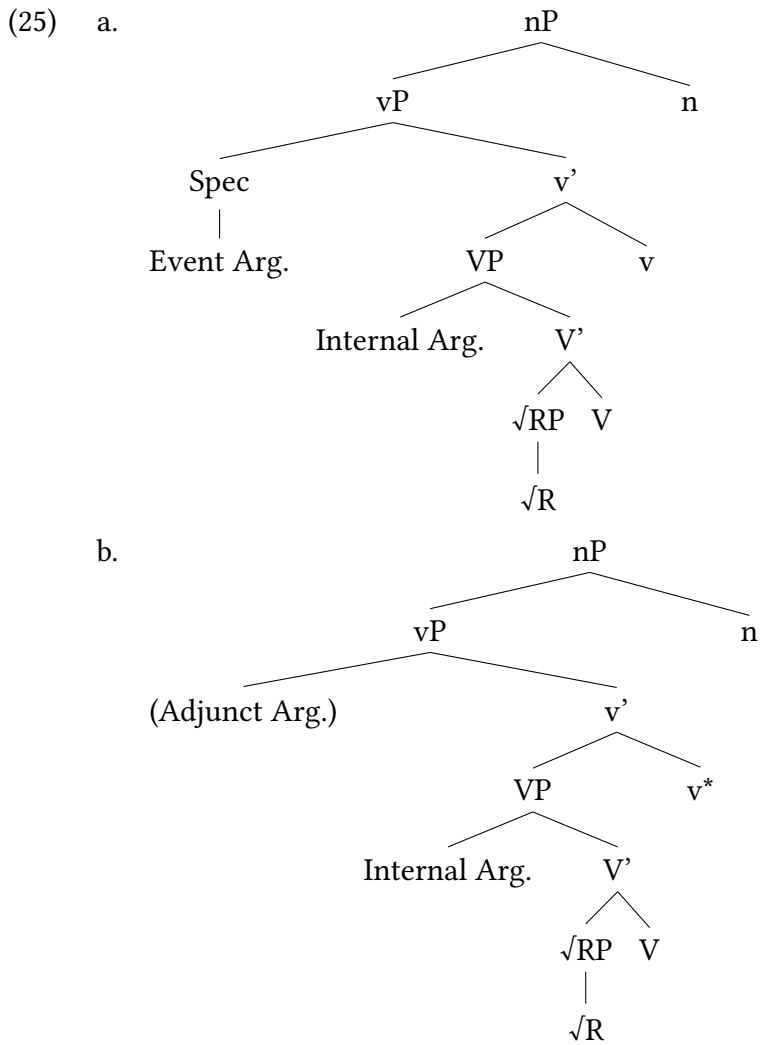 (25) a. nP
vP n
Spec v’
Event Arg. VP v
Internal Arg. V’
√RP V
√R
b. nP
vP n
(Adjunct Arg.) v’
VP v*
Internal Arg. V’
√RP V
√R